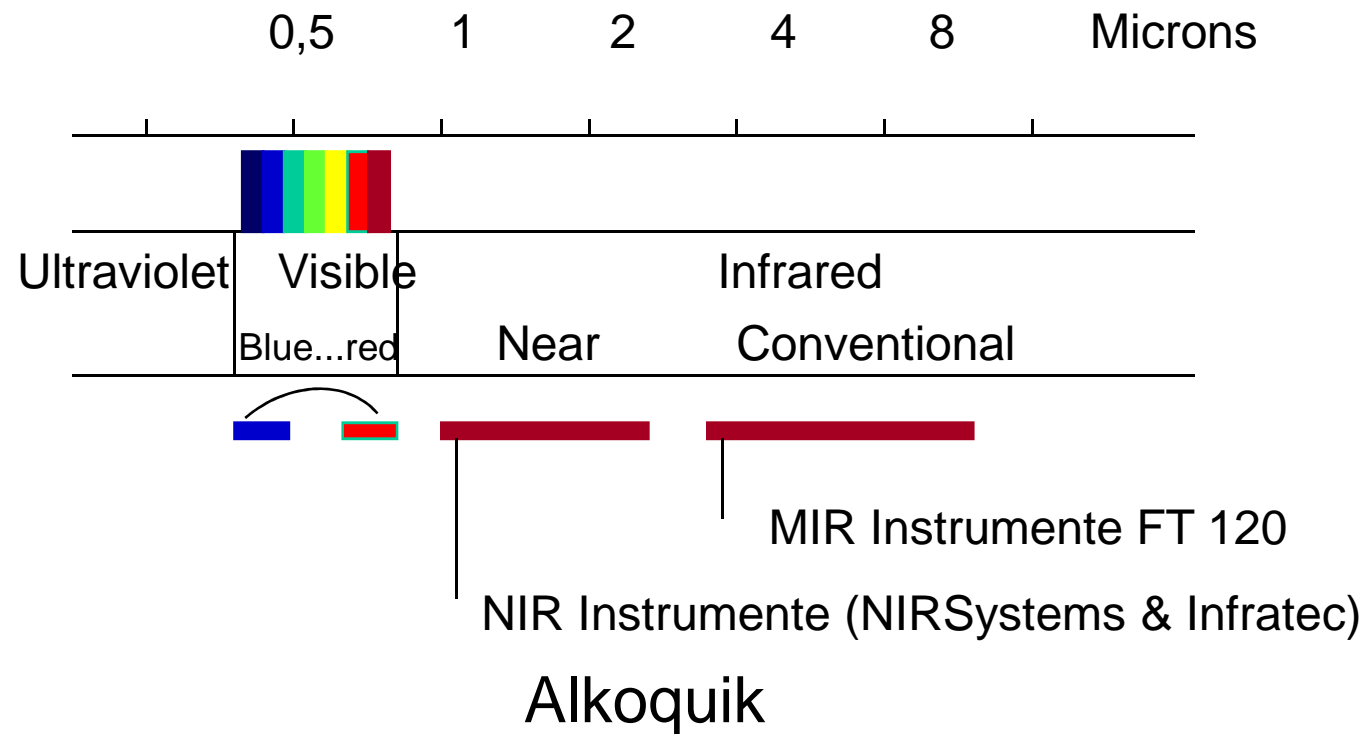 0,5 1 2 4 8 Microns
Ultraviolet Visible Infrared
Blue...red Near Conventional
MIR Instrumente FT 120
NIR Instrumente (NIRSystems & Infratec)
Alkoquik